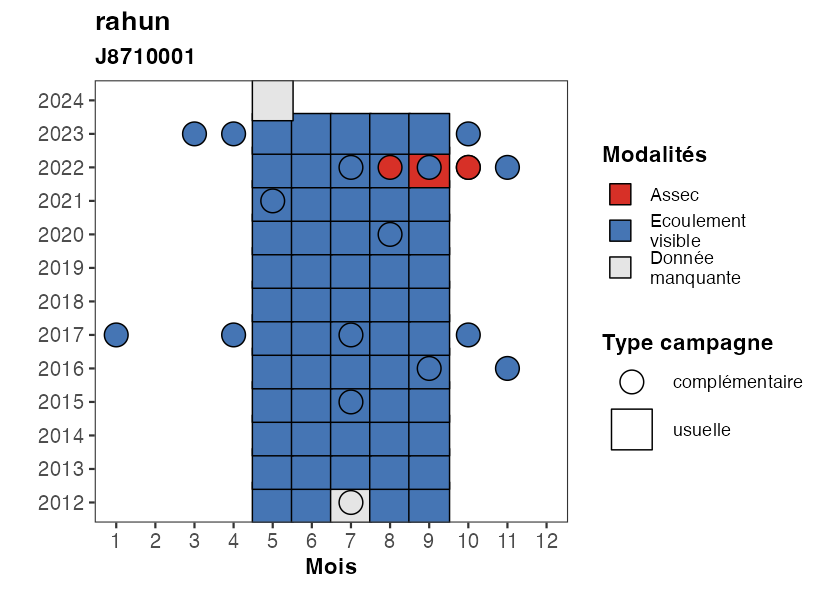 rahun
J8710001
2024
2023
2022
2021
2020
2019
2018
2017
2016
2015
2014
2013
2012
1 2 3 4 5 6 7 8 9 10 11 12
Mois
Modalités
Assec
Ecoulement
visible
Donnée
manquante
Type campagne
complémentaire
usuelle